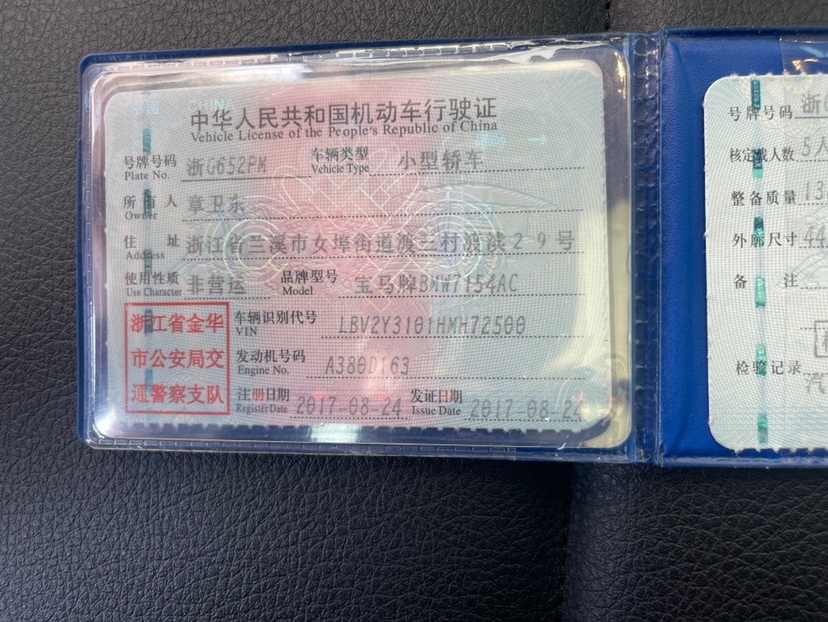 CHINA
中华人民共和国机动车行驶证
Vehicle License of the People's Republic of China
号牌号码 浙G652PM 车辆类型 小型轿车
Plate No. Vehicle Type
所有人 章卫东
Owner
住址 浙江省兰溪市女埠街道渡三村渡渎29号
Address
使用性质 非营运 品牌型号 宝马牌BMW7154AC
Use Character Model
浙江省金华
市公安局交
通警察支队
车辆识别代号 LBV2Y3101HMH72500
VIN
发动机号码 A380D163
Engine No.
注册日期 2017-08-24 发证日期 2017-08-24
Register Date Issue Date
号牌号码 浙
核定载人数 5人
整备质量 13
外廓尺寸 44
备注
检验记录
汽